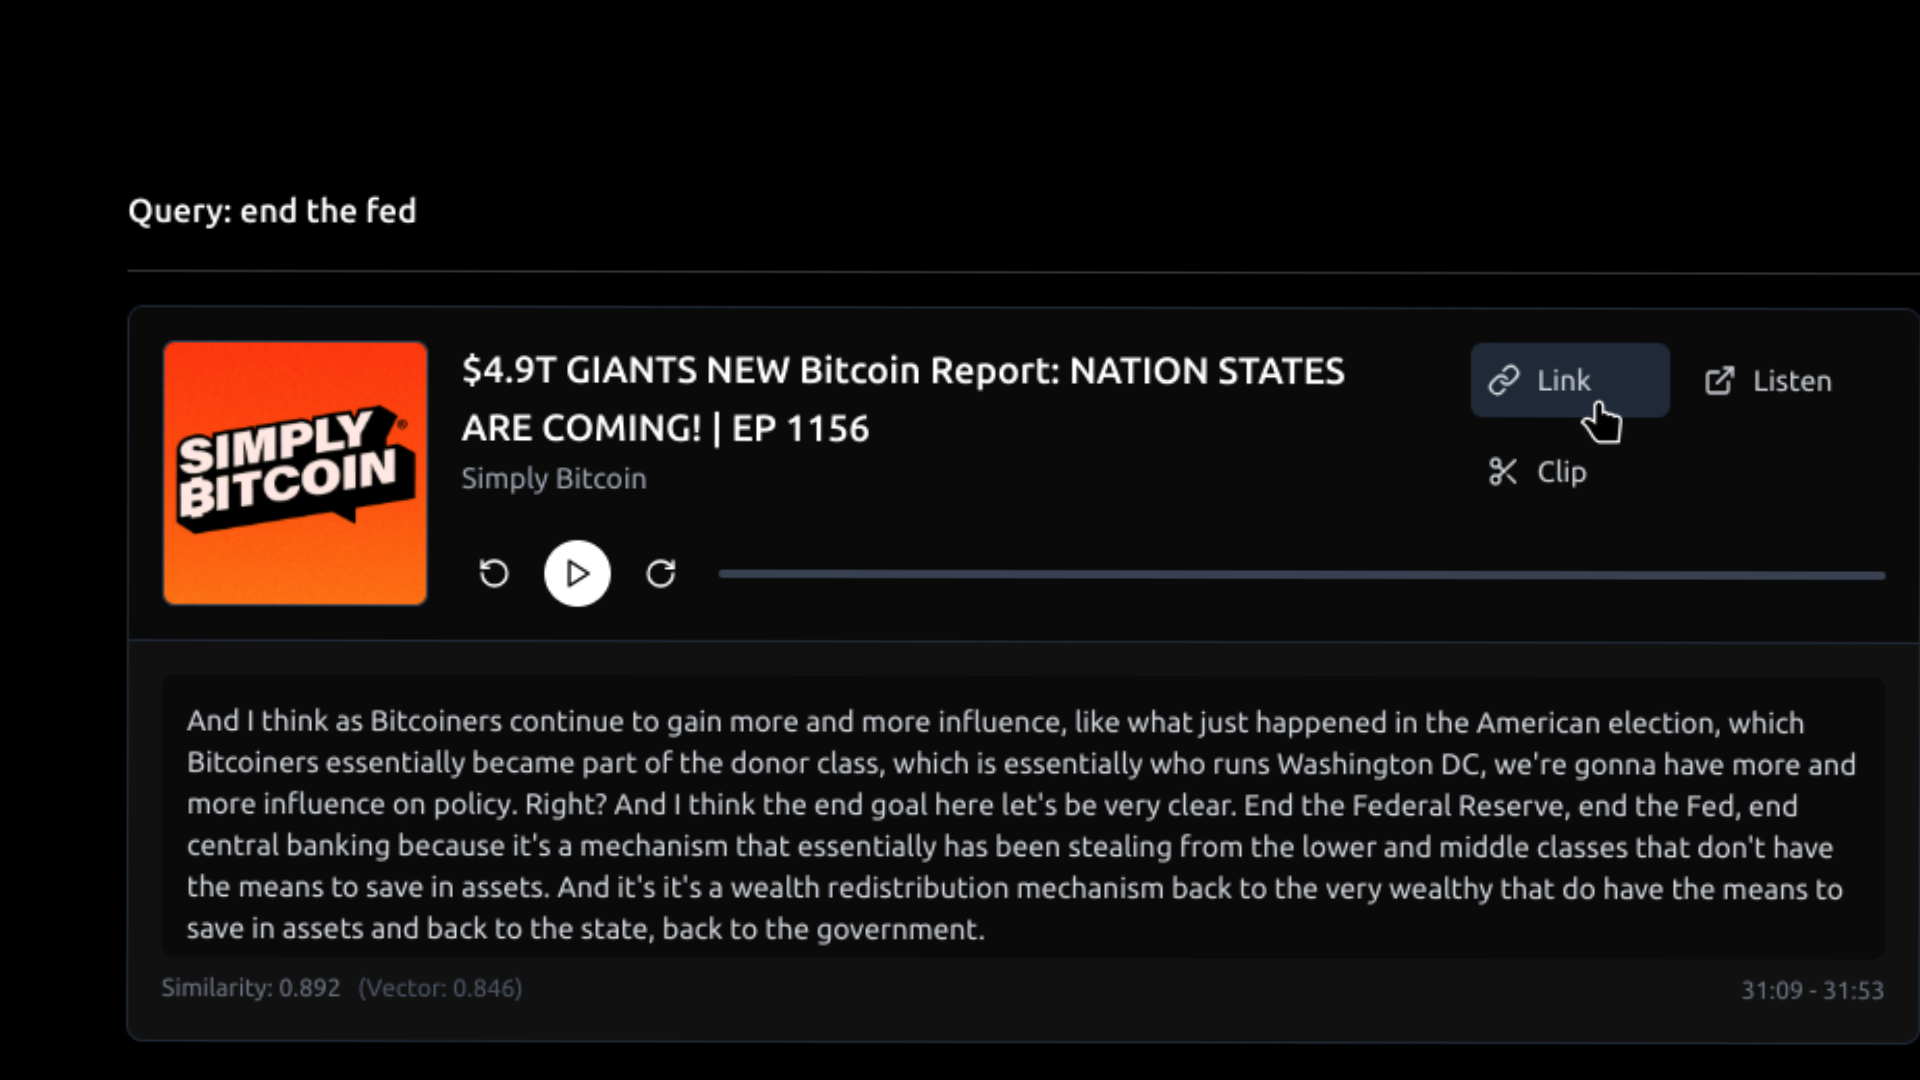 Query: end the fed
SIMPLY
BITCOIN
$4.9T GIANTS NEW Bitcoin Report: NATION STATES
ARE COMING! | EP 1156
Simply Bitcoin
Link
Listen
Clip
And I think as Bitcoiners continue to gain more and more influence, like what just happened in the American election, which
Bitcoiners essentially became part of the donor class, which is essentially who runs Washington DC, we're gonna have more and
more influence on policy. Right? And I think the end goal here let's be very clear. End the Federal Reserve, end the Fed, end
central banking because it's a mechanism that essentially has been stealing from the lower and middle classes that don't have
the means to save in assets. And it's it's a wealth redistribution mechanism back to the very wealthy that do have the means to
save in assets and back to the state, back to the government.
Similarity: 0.892 (Vector: 0.846)
31:09 - 31:53